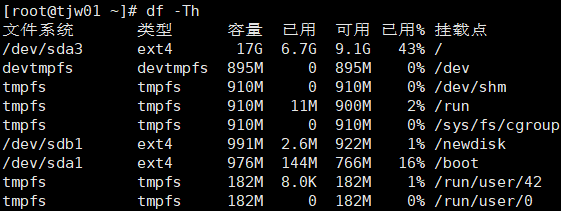 [root@tjw01 ~]# df -Th
文件系统 类型 容量 已用 可用 已用% 挂载点
/dev/sda3 ext4 17G 6.7G 9.1G 43% /
devtmpfs devtmpfs 895M 0 895M 0% /dev
tmpfs tmpfs 910M 0 910M 0% /dev/shm
tmpfs tmpfs 910M 11M 900M 2% /run
tmpfs tmpfs 910M 0 910M 0% /sys/fs/cgroup
/dev/sdb1 ext4 991M 2.6M 922M 1% /newdisk
/dev/sda1 ext4 976M 144M 766M 16% /boot
tmpfs tmpfs 182M 8.0K 182M 1% /run/user/42
tmpfs tmpfs 182M 0 182M 0% /run/user/0